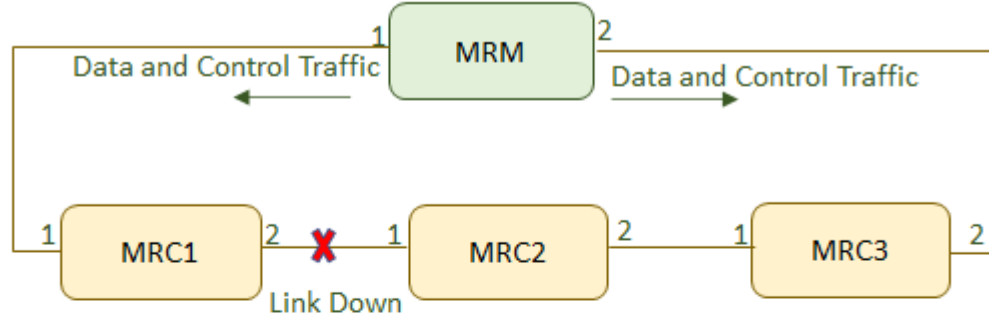 1 MRM 2
Data and Control Traffic
Data and Control Traffic
1 MRC1 2 1 MRC2 2 1 MRC3 2
Link Down